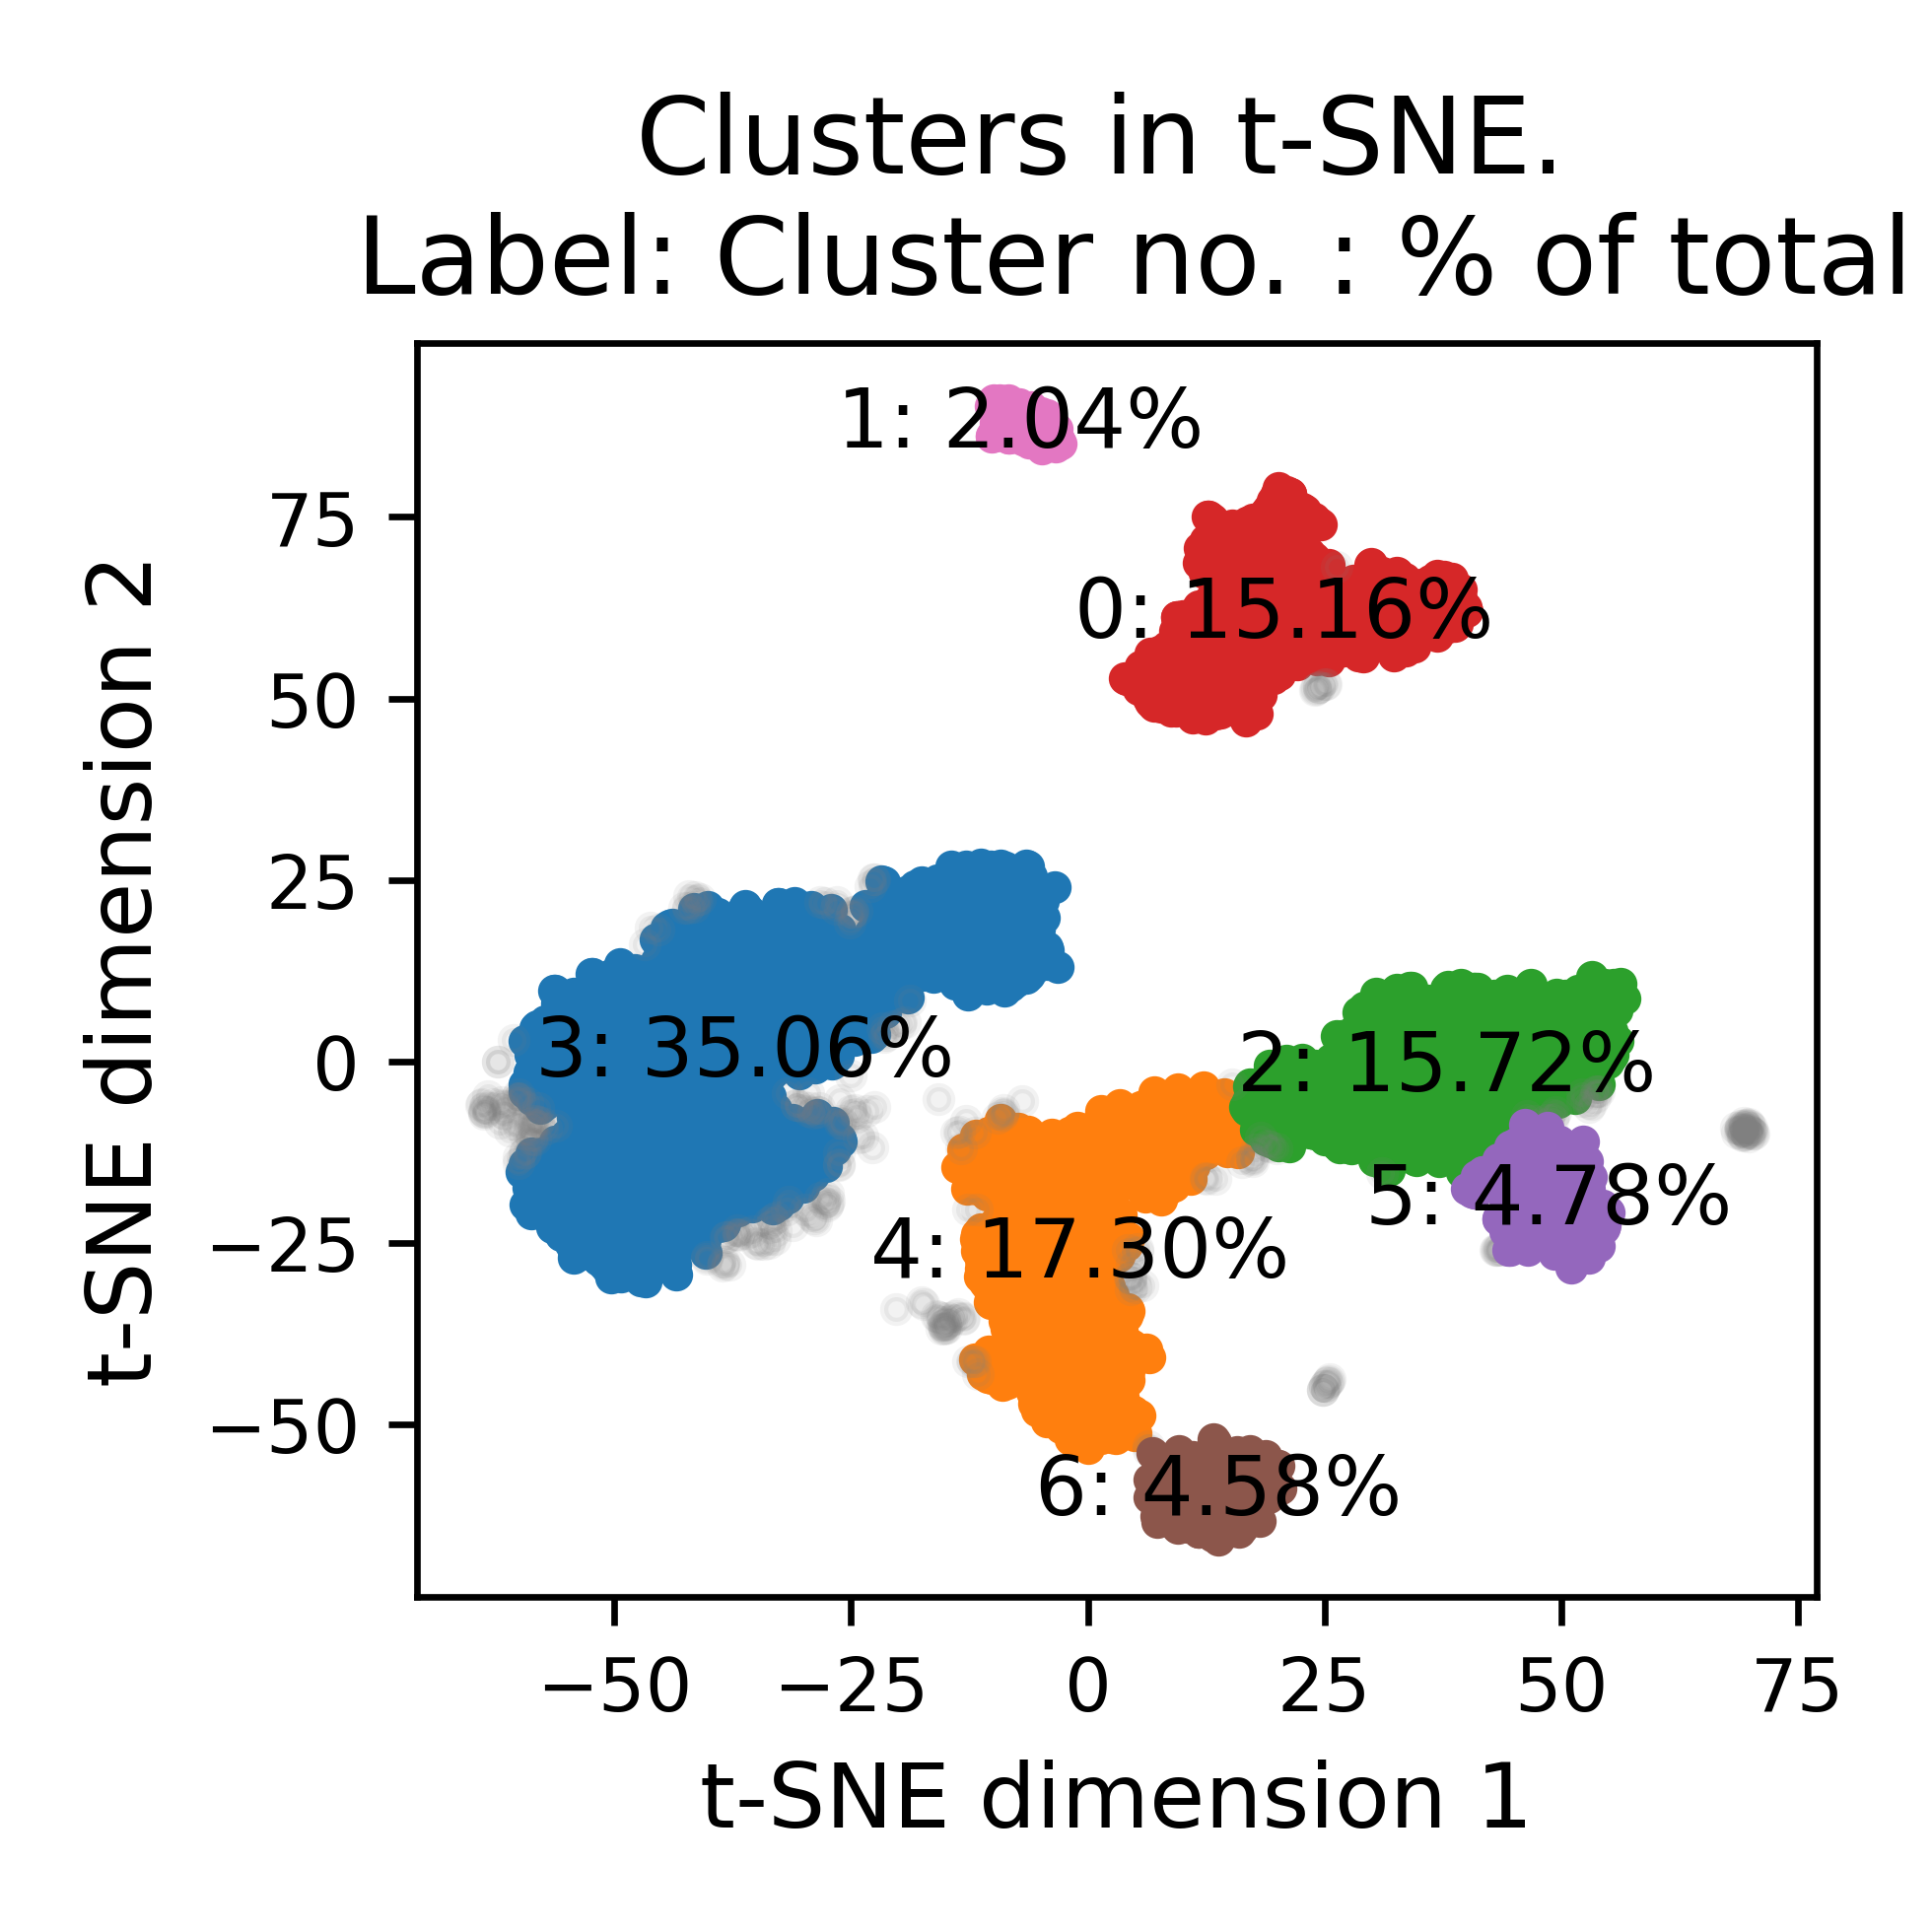 Clusters in t-SNE.
Label: Cluster no. : % of total
1: 2.04%
75
0: 15.16%
50
25
3: 35.06%
2: 15.72%
0
5: 4.78%
4: 17.30%
−25
−50
6: 4.58%
−50 −25 0 25 50 75
t-SNE dimension 1
t-SNE dimension 2